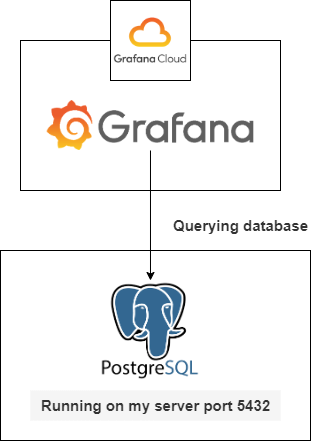 Grafana Cloud
Grafana
Querying database
PostgreSQL
Running on my server port 5432